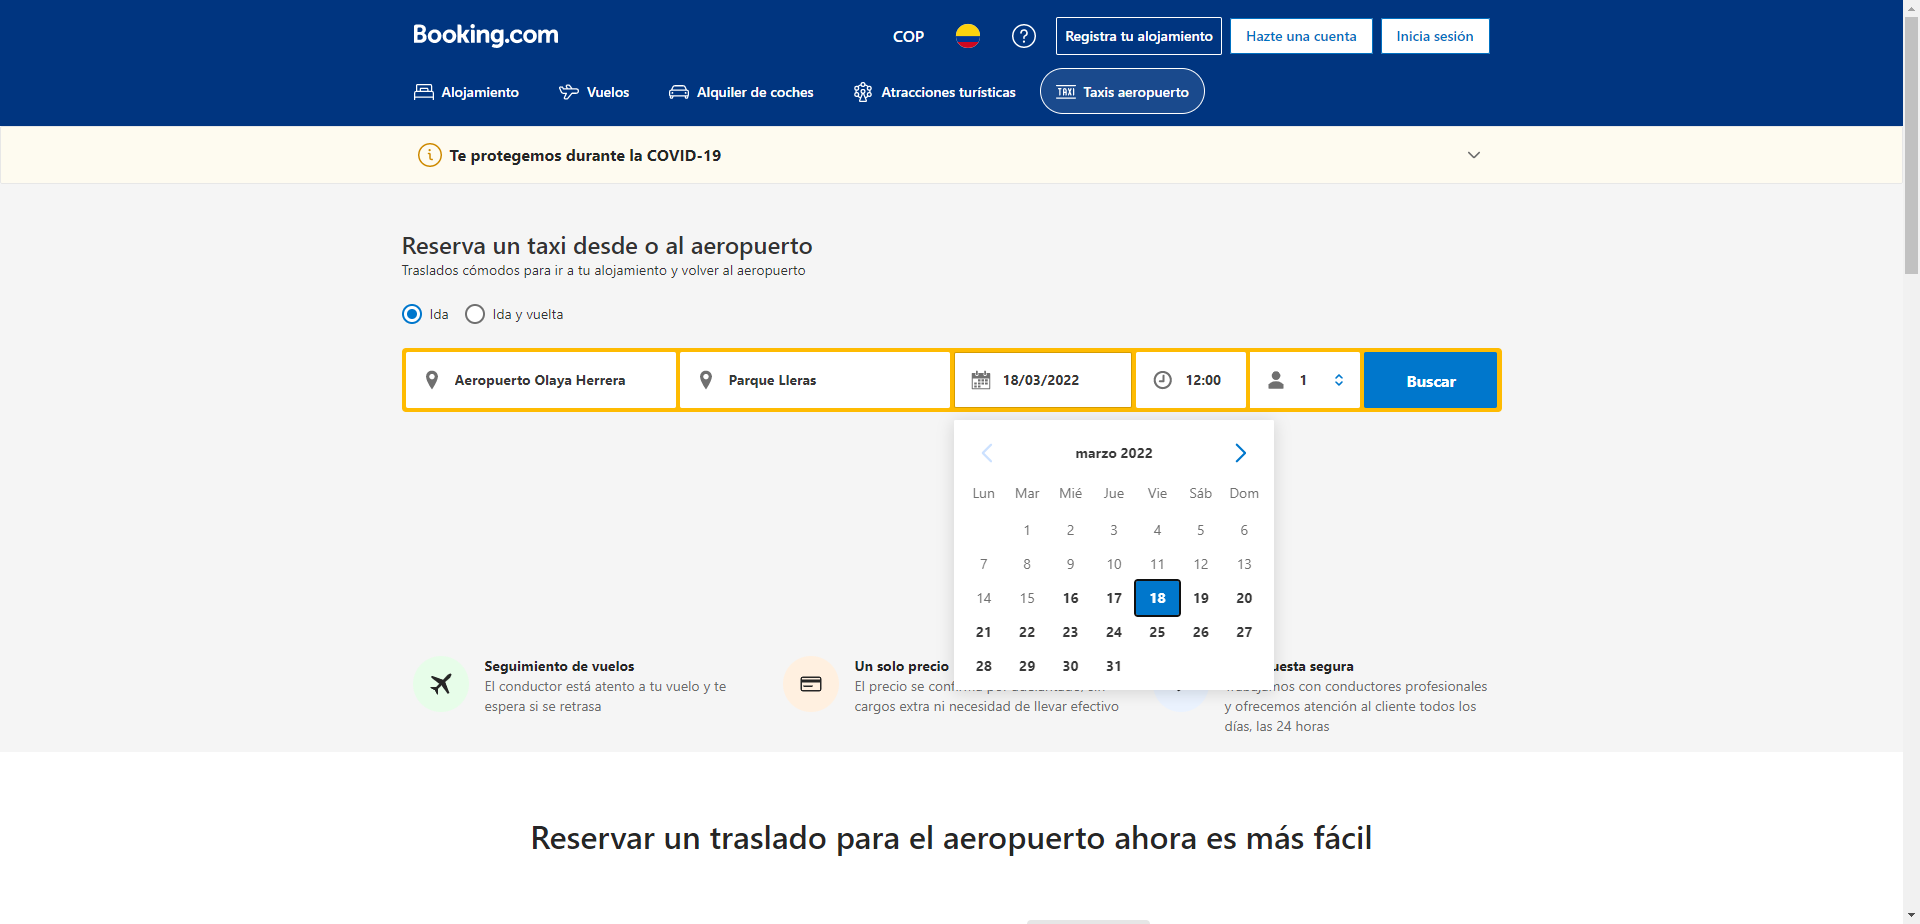 Booking.com
COP
Registra tu alojamiento
Hazte una cuenta
Inicia sesión
Alojamiento
Vuelos
Alquiler de coches
Atracciones turísticas
TAXI
Taxis aeropuerto
Te protegemos durante la COVID-19
Reserva un taxi desde o al aeropuerto
Traslados cómodos para ir a tu alojamiento y volver al aeropuerto
Ida
Ida y vuelta
Aeropuerto Olaya Herrera
Parque Lleras
18/03/2022
12:00
1
Buscar
marzo 2022
Lun Mar Mié Jue Vie Sáb Dom
1 2 3 4 5 6
7 8 9 10 11 12 13
14 15 16 17 18 19 20
21 22 23 24 25 26 27
28 29 30 31
Seguimiento de vuelos
El conductor está atento a tu vuelo y te
espera si se retrasa
Un solo precio
El precio se
cargos extra ni necesidad de llevar efectivo
segura
con conductores profesionales
y ofrecemos atención al cliente todos los
días, las 24 horas
Reservar un traslado para el aeropuerto ahora es más fácil